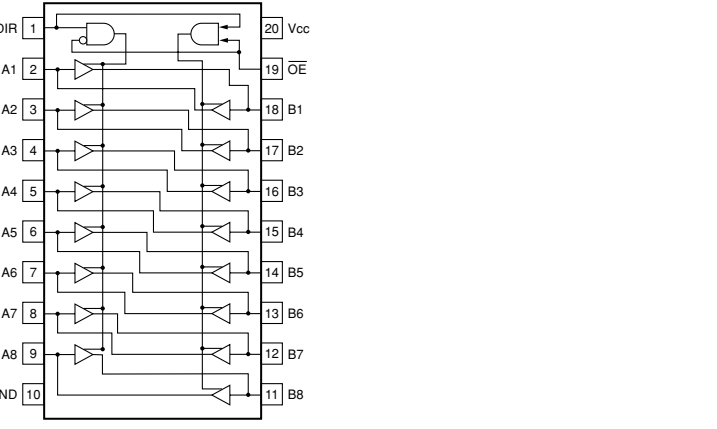 DIR 1
A1 2
A2 3
A3 4
A4 5
A5 6
A6 7
A7 8
A8 9
ND 10
20 Vcc
19 OE
18 B1
17 B2
16 B3
15 B4
14 B5
13 B6
12 B7
11 B8